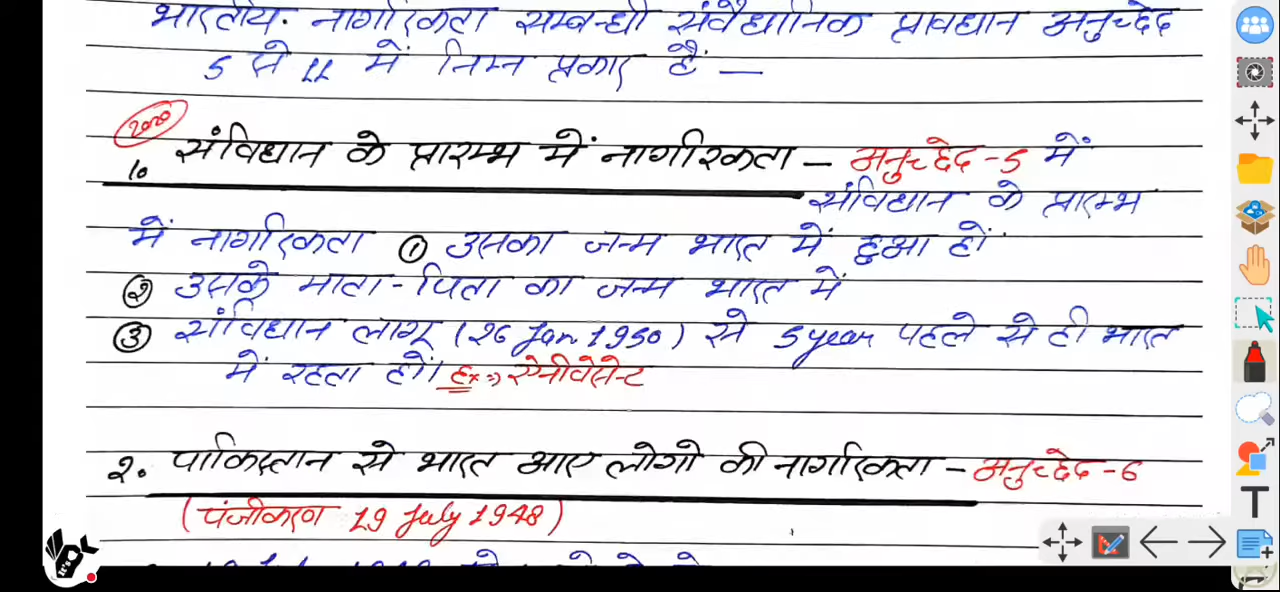 भारतीय. नागरिकता सम्बन्धी संवैधानिक प्रावधान अनुच्छेद
5 से 11 में निम्न प्रकार हैं —
2020
1. संविधान के प्रारम्भ में नागरिकता – अनुच्छेद-5 में
संविधान के प्रारम्भ
में नागरिकता ① उसका जन्म भारत में हुआ हों
② उसके माता-पिता का जन्म भारत में
③ संविधान लागू (26 Jan 1950) से 5 year पहले से ही भारत
में रहता हो। Ex ⇒ ऐनीवेसेन्ट
2. पाकिस्तान से भारत आए लोगो की नागरिकता – अनुच्छेद-6
(पंजीकरण 19 July 1948)